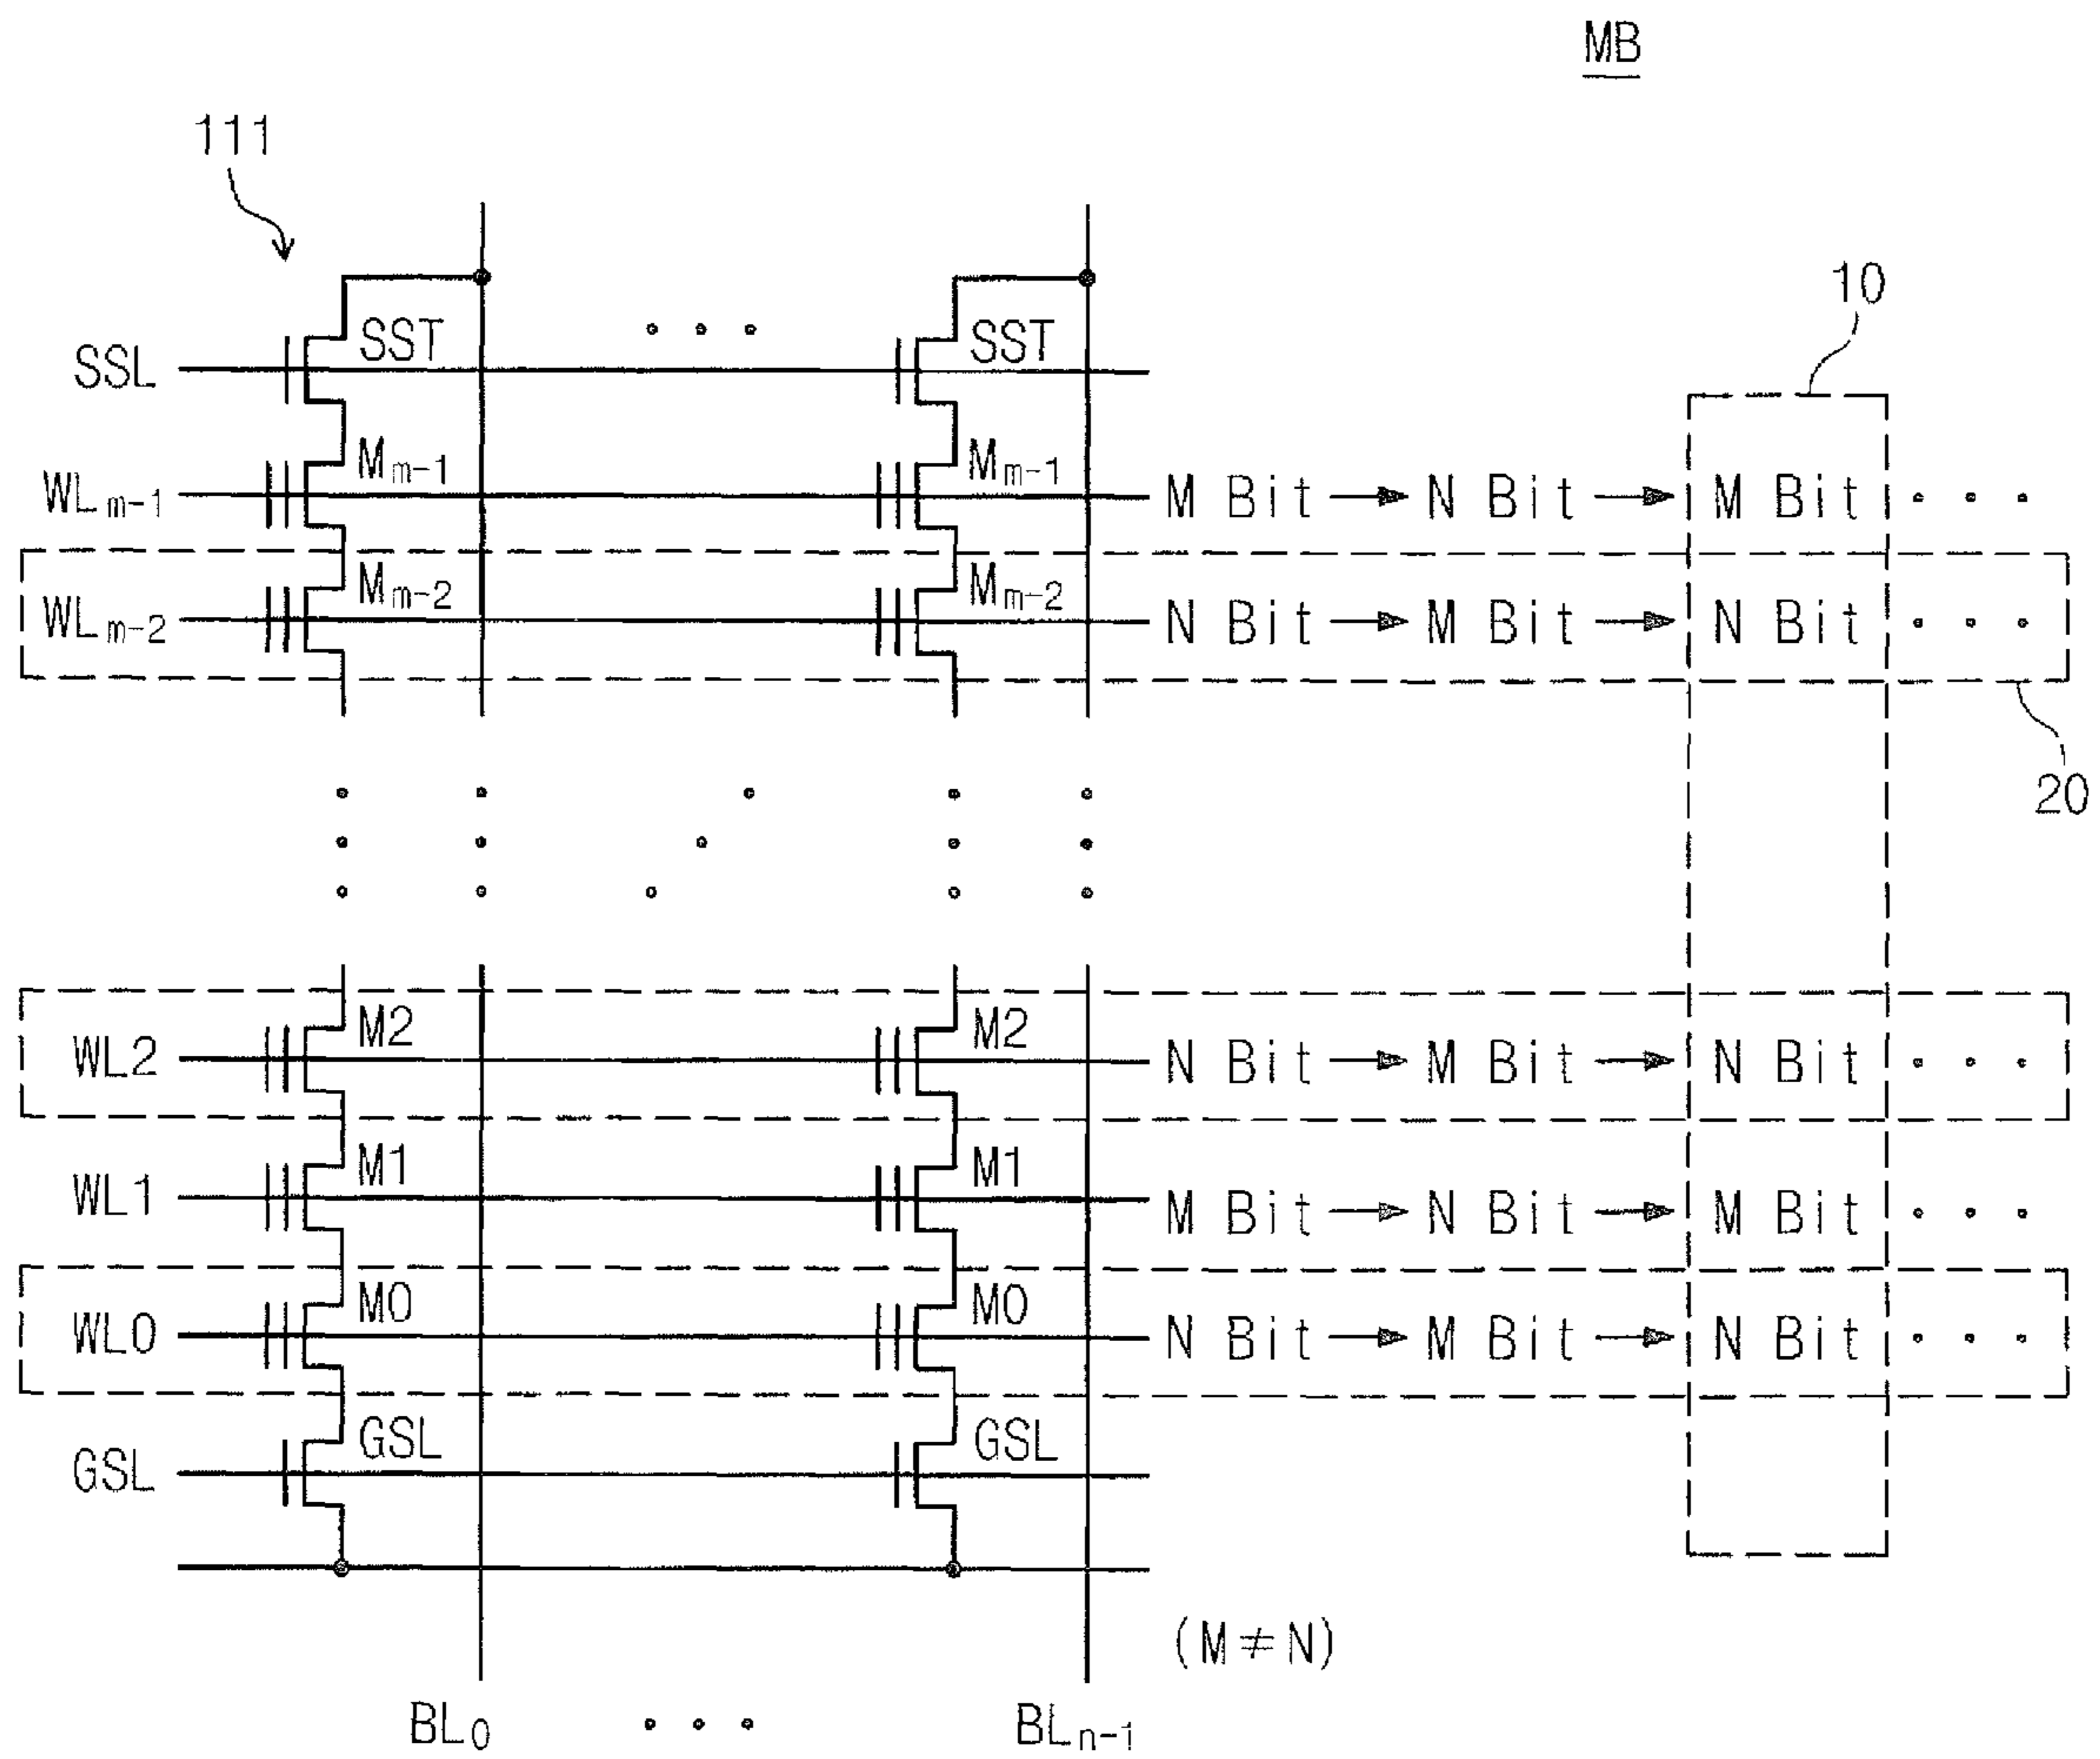 MB
111
10
SSL SST SST
WLm-1 Mm-1 Mm-1 M Bit → N Bit → M Bit . . .
WLm-2 Mm-2 Mm-2 N Bit → M Bit → N Bit . . .
20
WL2 M2 M2 N Bit → M Bit → N Bit . . .
WL1 M1 M1 M Bit → N Bit → M Bit . . .
WL0 M0 M0 N Bit → M Bit → N Bit . . .
GSL GSL GSL
(M≠N)
BL0 . . . BLn-1